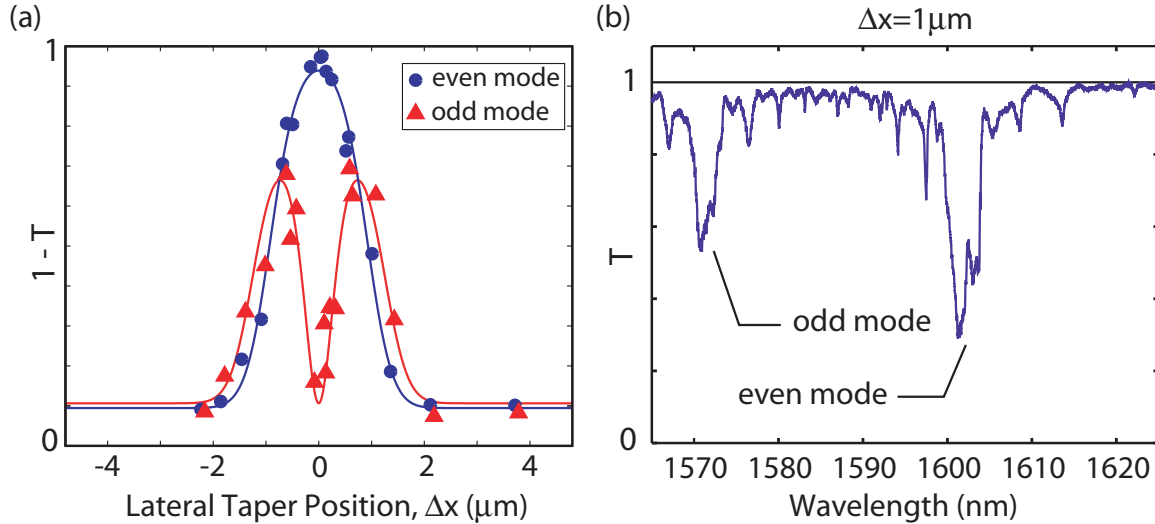 (a)
1
even mode
odd mode
1 - T
0
-4 -2 0 2 4
Lateral Taper Position, Δx (μm)
(b)
Δx=1μm
1
T
odd mode
even mode
0
1570 1580 1590 1600 1610 1620
Wavelength (nm)